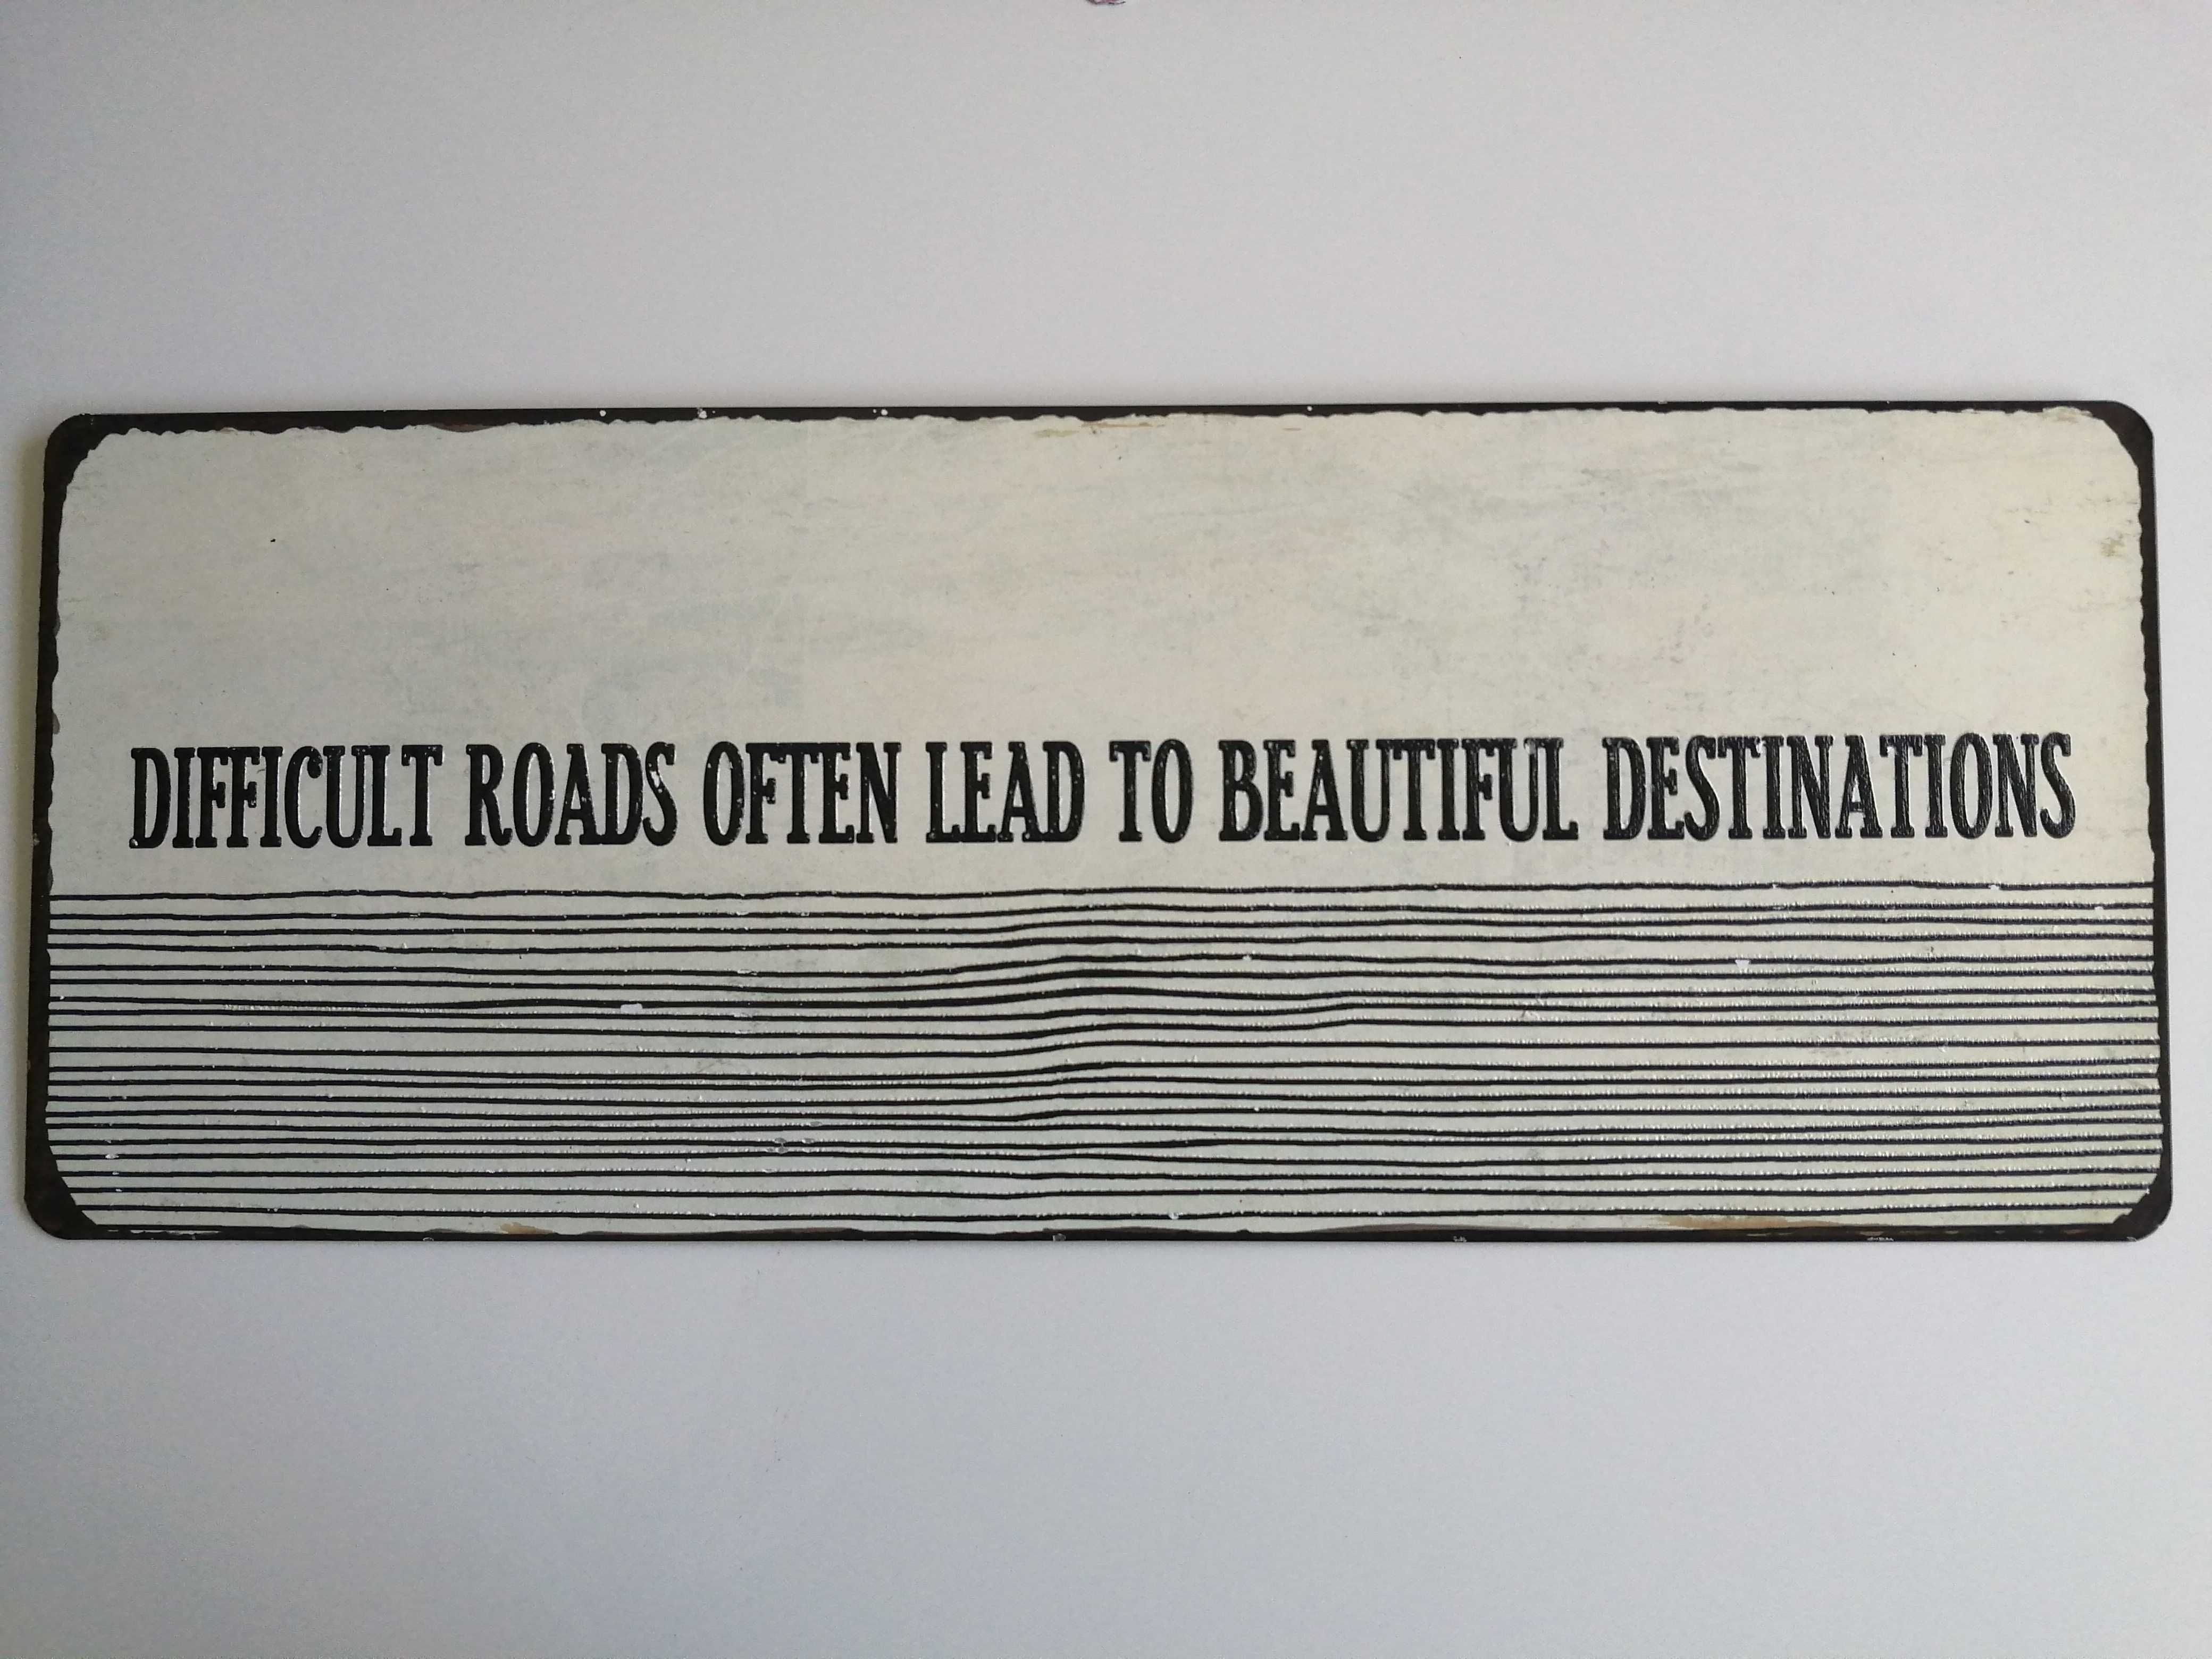 DIFFICULT ROADS OFTEN LEAD TO BEAUTIFUL DESTINATIONS